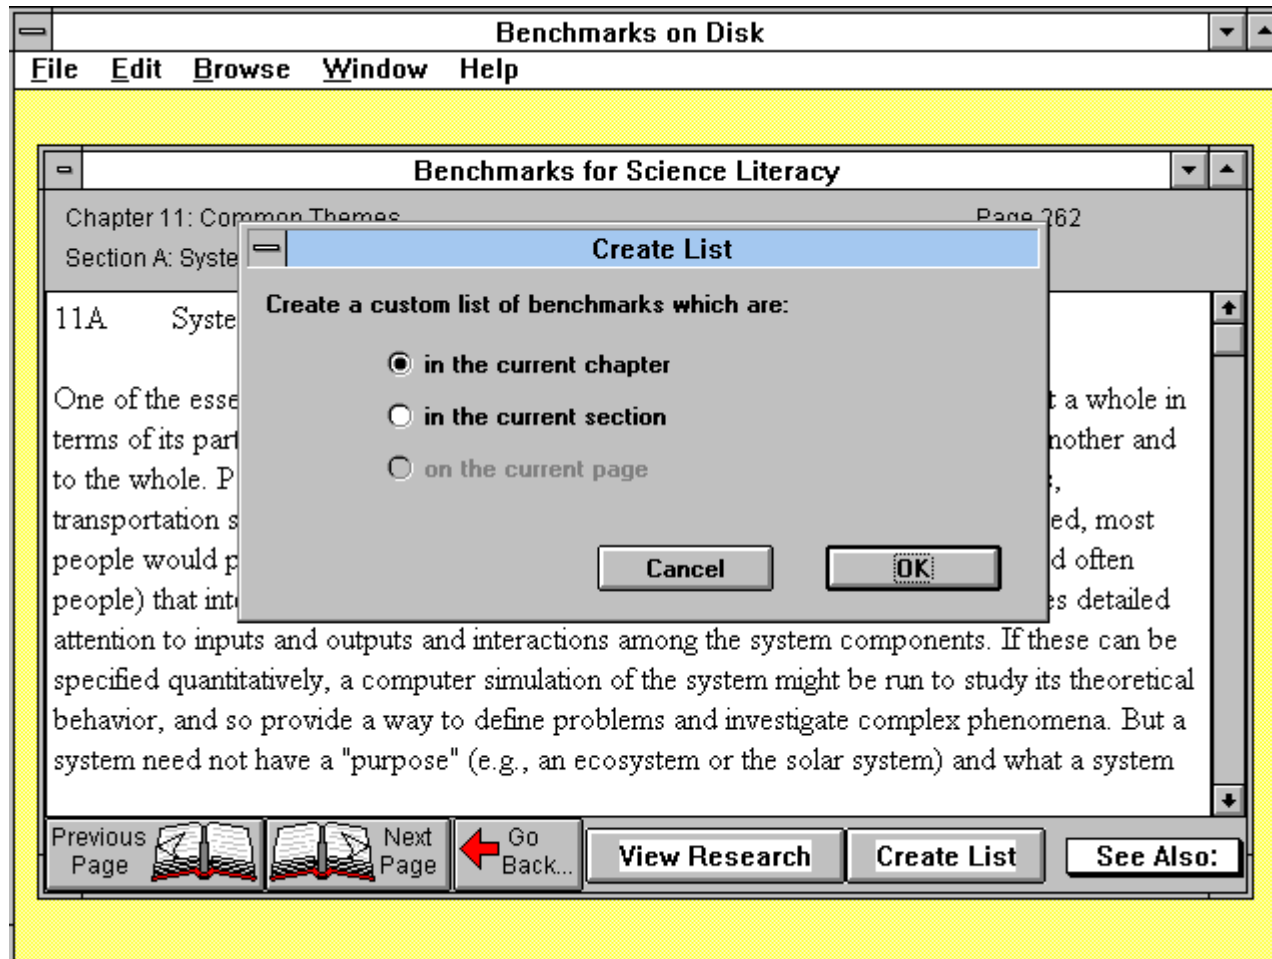 Benchmarks on Disk
File Edit Browse Window Help
Benchmarks for Science Literacy
Chapter 11: Common Themes Page 262
Section A: Syste
Create List
Create a custom list of benchmarks which are:
in the current chapter
in the current section
on the current page
Cancel OK
11A Syste
One of the esse t a whole in
terms of its part nother and
to the whole. P
transportation s ed, most
people would p d often
people) that int es detailed
attention to inputs and outputs and interactions among the system components. If these can be
specified quantitatively, a computer simulation of the system might be run to study its theoretical
behavior, and so provide a way to define problems and investigate complex phenomena. But a
system need not have a "purpose" (e.g., an ecosystem or the solar system) and what a system
Previous Page
Next Page
Go Back...
View Research
Create List
See Also: